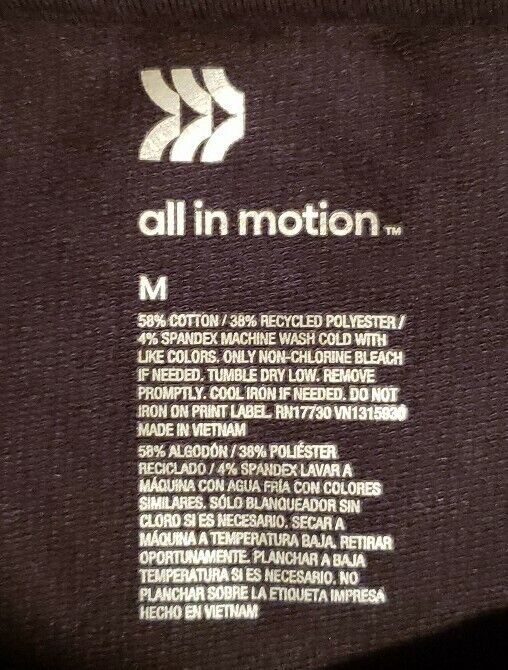 all in motion™
M
58% COTTON / 38% RECYCLED POLYESTER /
4% SPANDEX MACHINE WASH COLD WITH
LIKE COLORS. ONLY NON-CHLORINE BLEACH
IF NEEDED. TUMBLE DRY LOW. REMOVE
PROMPTLY. COOL IRON IF NEEDED. DO NOT
IRON ON PRINT LABEL. RN17730 VN1315930
MADE IN VIETNAM
58% ALGODÓN / 38% POLIÉSTER
RECICLADO / 4% SPANDEX LAVAR A
MÁQUINA CON AGUA FRÍA CON COLORES
SIMILARES. SÓLO BLANQUEADOR SIN
CLORO SI ES NECESARIO. SECAR A
MÁQUINA A TEMPERATURA BAJA. RETIRAR
OPORTUNAMENTE. PLANCHAR A BAJA
TEMPERATURA SI ES NECESARIO. NO
PLANCHAR SOBRE LA ETIQUETA IMPRESA
HECHO EN VIETNAM